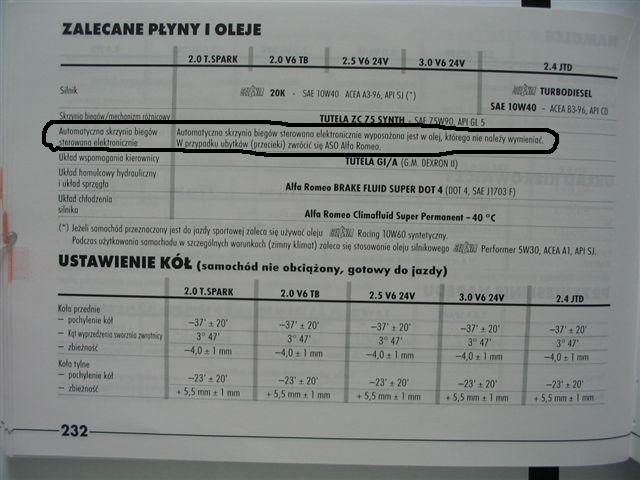 ZALECANE PŁYNY I OLEJE
2.0 T.SPARK 2.0 V6 TB 2.5 V6 24V 3.0 V6 24V 2.4 JTD
Silnik 20K - SAE 10W40 ACEA A3-96, API SJ (*) TURBODIESEL
SAE 10W40 - ACEA B3-96, API CD
Skrzynia biegów/mechanizm różnicowy TUTELA ZC 75 SYNTH - SAE 75W90, API GL 5
Automatyczna skrzynia biegów Automatyczna skrzynia biegów sterowana elektronicznie wyposażona jest w olej, którego nie należy wymieniać.
sterowana elektronicznie W przypadku ubytków (przecieki) zwrócić się ASO Alfa Romeo.
Układ wspomagania kierownicy TUTELA GI/A (G.M. DEXRON II)
Układ hamulcowy hydrauliczny
i układ sprzęgła Alfa Romeo BRAKE FLUID SUPER DOT 4 (DOT 4, SAE J1703 F)
Układ chłodzenia
silnika Alfa Romeo Climafluid Super Permanent – 40 °C
(*) Jeżeli samochód przeznaczony jest do jazdy sportowej zaleca się używać oleju Racing 10W60 syntetyczny.
Podczas użytkowania samochodu w szczególnych warunkach (zimny klimat) zaleca się stosowanie oleju silnikowego Performer 5W30, ACEA A1, API SJ.
USTAWIENIE KÓŁ (samochód nie obciążony, gotowy do jazdy)
2.0 T.SPARK 2.0 V6 TB 2.5 V6 24V 3.0 V6 24V 2.4 JTD
Koła przednie
– pochylenie kół –37' ± 20' –37' ± 20' –37' ± 20' –37' ± 20' –37' ± 20'
– Kąt wyprzedzenia sworznia zwrotnicy 3° 47' 3° 47' 3° 47' 3° 47' 3° 47'
– zbieżność –4,0 ± 1 mm –4,0 ± 1 mm –4,0 ± 1 mm –4,0 ± 1 mm –4,0 ± 1 mm
Koła tylne
– pochylenie kół –23' ± 20' –23' ± 20' –23' ± 20' –23' ± 20' –23' ± 20'
– zbieżność + 5,5 mm ± 1 mm + 5,5 mm ± 1 mm + 5,5 mm ± 1 mm + 5,5 mm ± 1 mm + 5,5 mm ± 1 mm
232